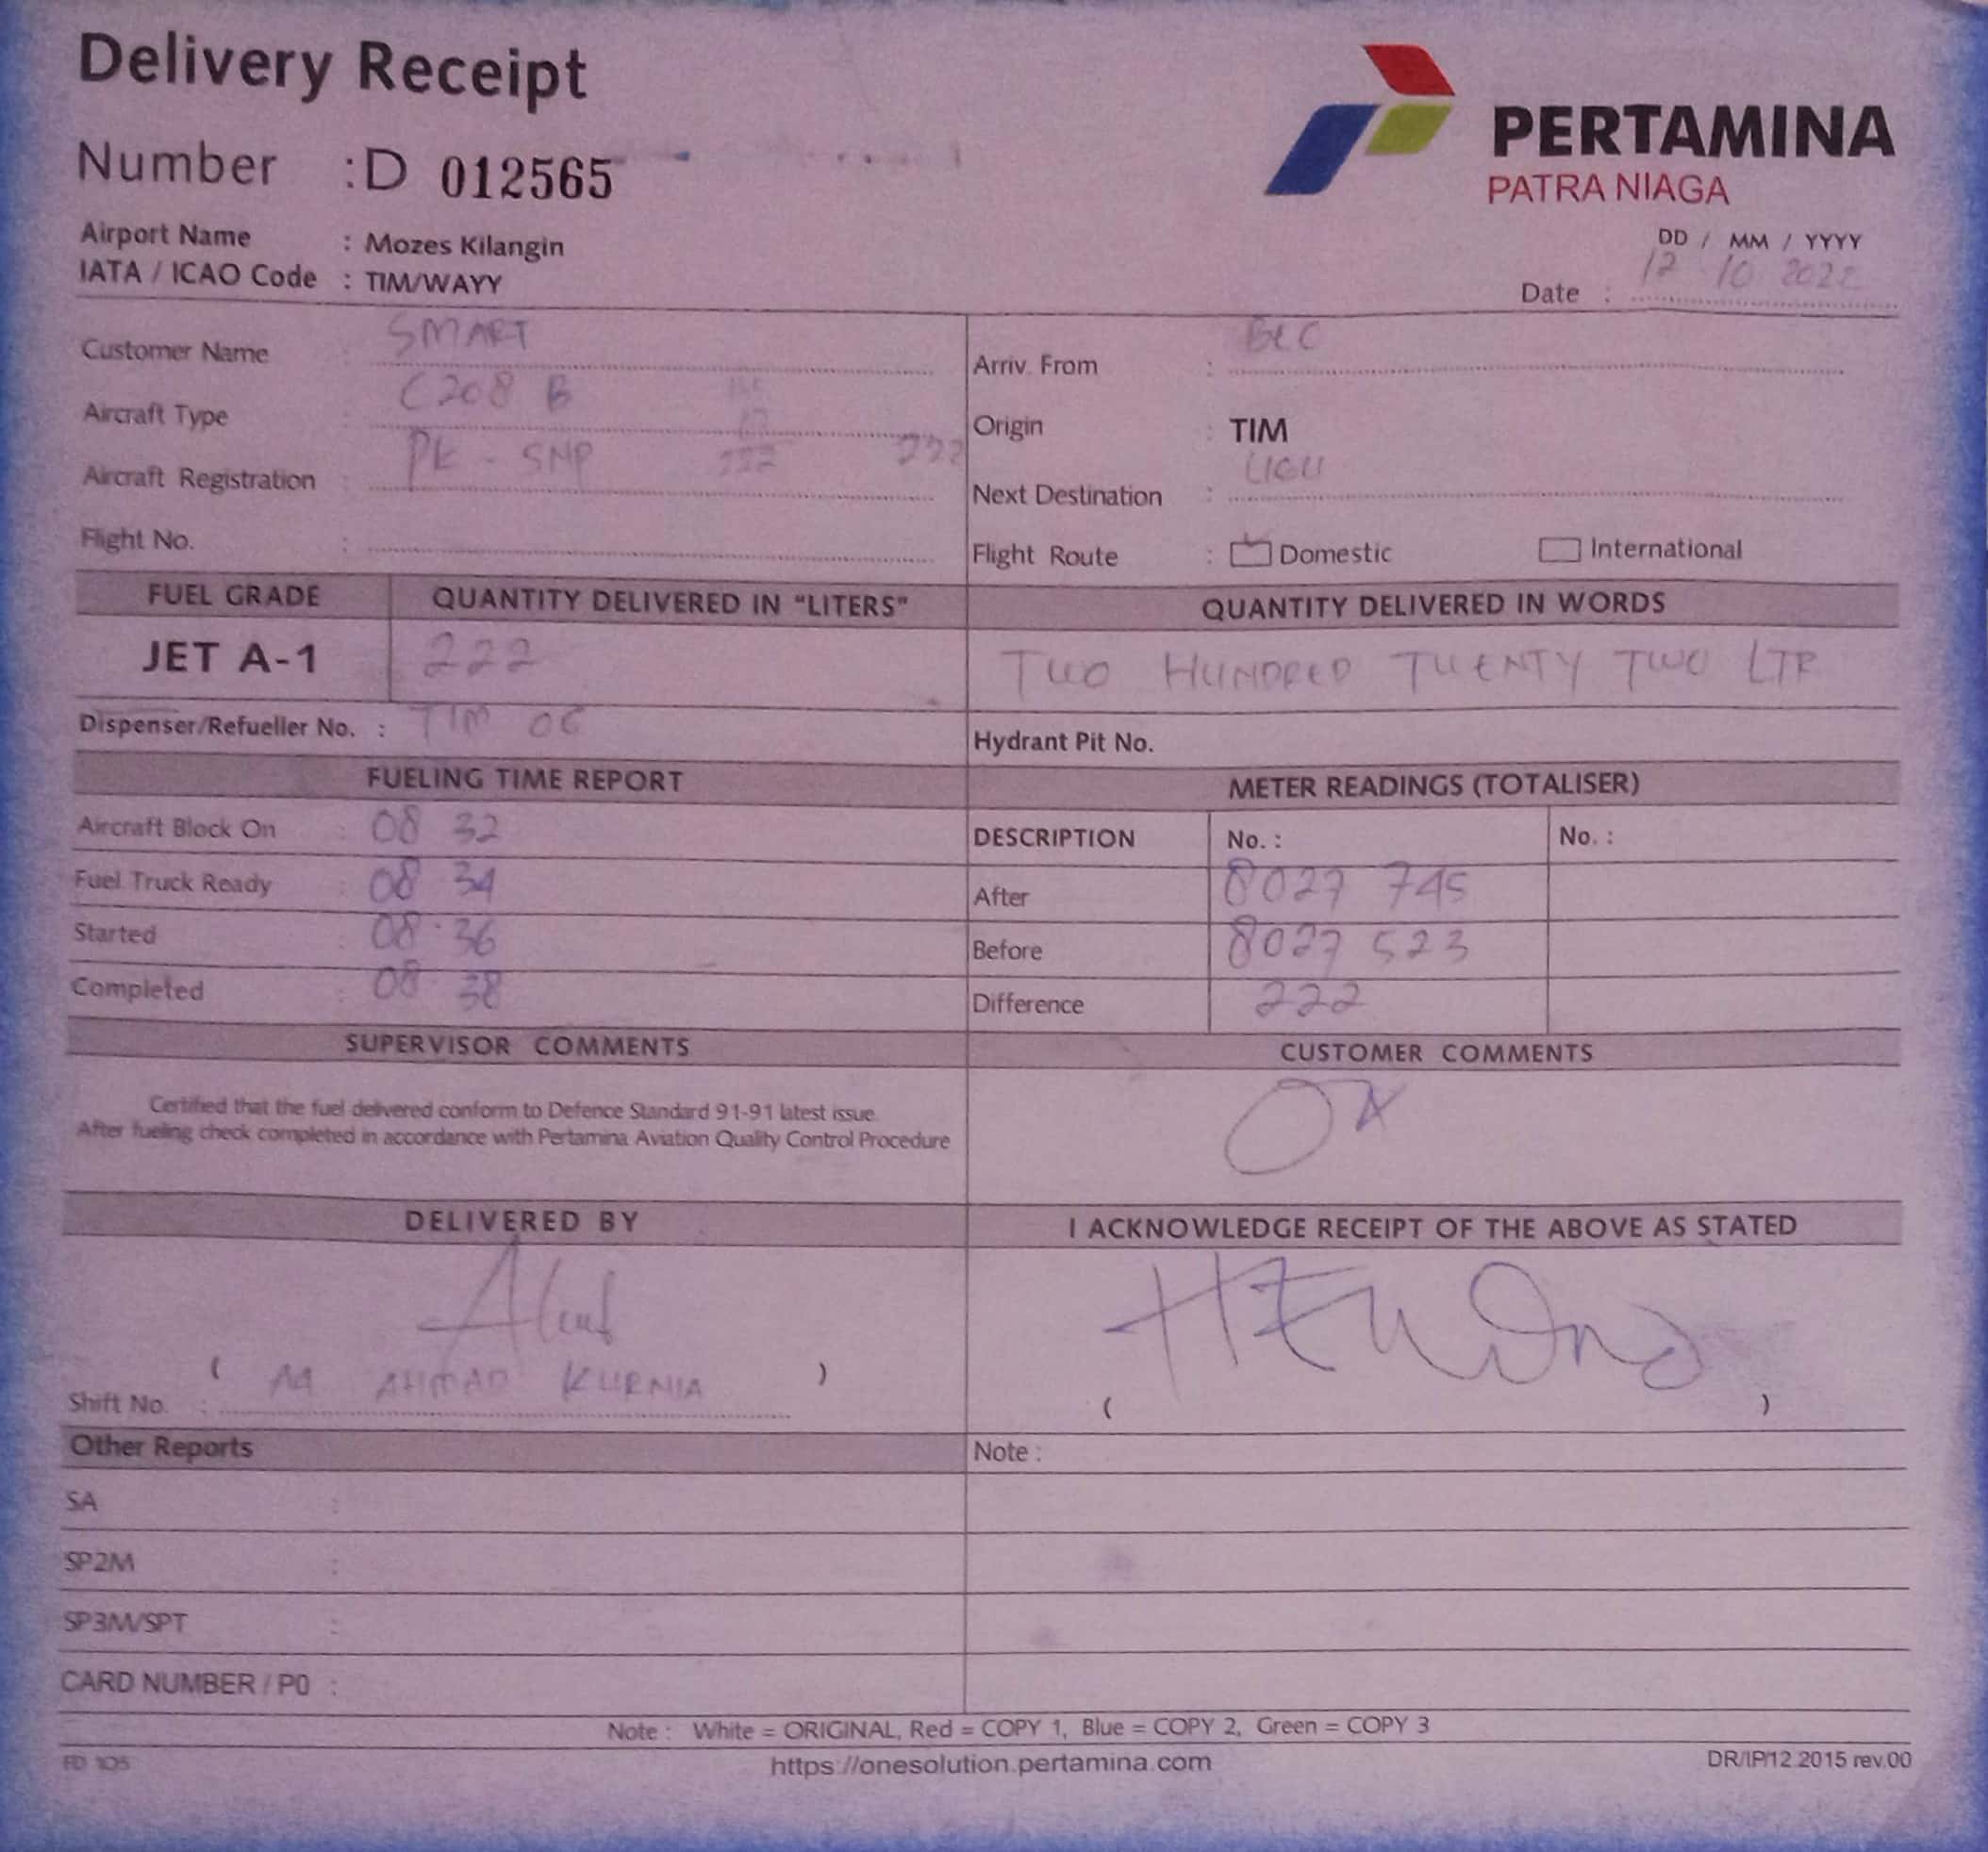 Delivery Receipt
PERTAMINA
PATRA NIAGA
Number : D 012565
Airport Name : Mozes Kilangin
IATA / ICAO Code : TIM/WAYY
DD / MM / YYYY
Date : 12 10 2022
Customer Name : SMART
Arriv. From :
Aircraft Type : C208 B
Origin : TIM
Aircraft Registration : PK - SNP 222 222
Next Destination :
Flight No. :
Flight Route : Domestic International
FUEL GRADE QUANTITY DELIVERED IN "LITERS" QUANTITY DELIVERED IN WORDS
JET A-1 222 TWO HUNDRED TWENTY TWO LTR
Dispenser/Refueller No. : TIM 06
Hydrant Pit No.
FUELING TIME REPORT METER READINGS (TOTALISER)
Aircraft Block On : 08 32
DESCRIPTION No. : No. :
Fuel Truck Ready : 08 34
After 8027 745
Started : 08 36
Before 8027 523
Completed : 08 38
Difference 222
SUPERVISOR COMMENTS CUSTOMER COMMENTS
Certified that the fuel delivered conform to Defence Standard 91-91 latest issue.
After fueling check completed in accordance with Pertamina Aviation Quality Control Procedure
OK
DELIVERED BY I ACKNOWLEDGE RECEIPT OF THE ABOVE AS STATED
( AHMAD KURNIA )
Shift No. :
( )
Other Reports Note :
SA :
SP2M :
SP3M/SPT :
CARD NUMBER / P0 :
Note : White = ORIGINAL, Red = COPY 1, Blue = COPY 2, Green = COPY 3
FD 105 https://onesolution.pertamina.com DR/IP/12.2015 rev.00